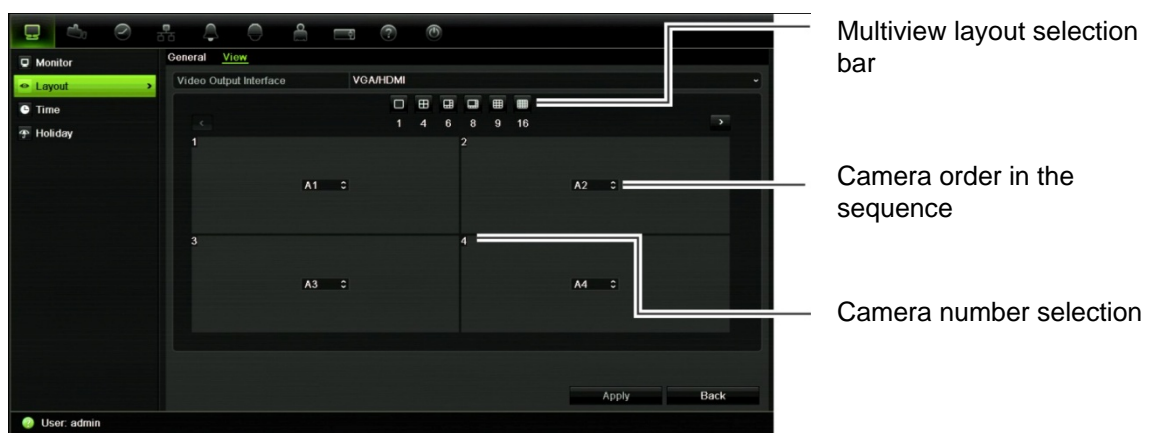 Monitor
Layout
Time
Holiday
General View
Video Output Interface VGA/HDMI
1 4 6 8 9 16
1 2
A1 A2
3 4
A3 A4
Apply Back
User: admin
Multiview layout selection
bar
Camera order in the
sequence
Camera number selection